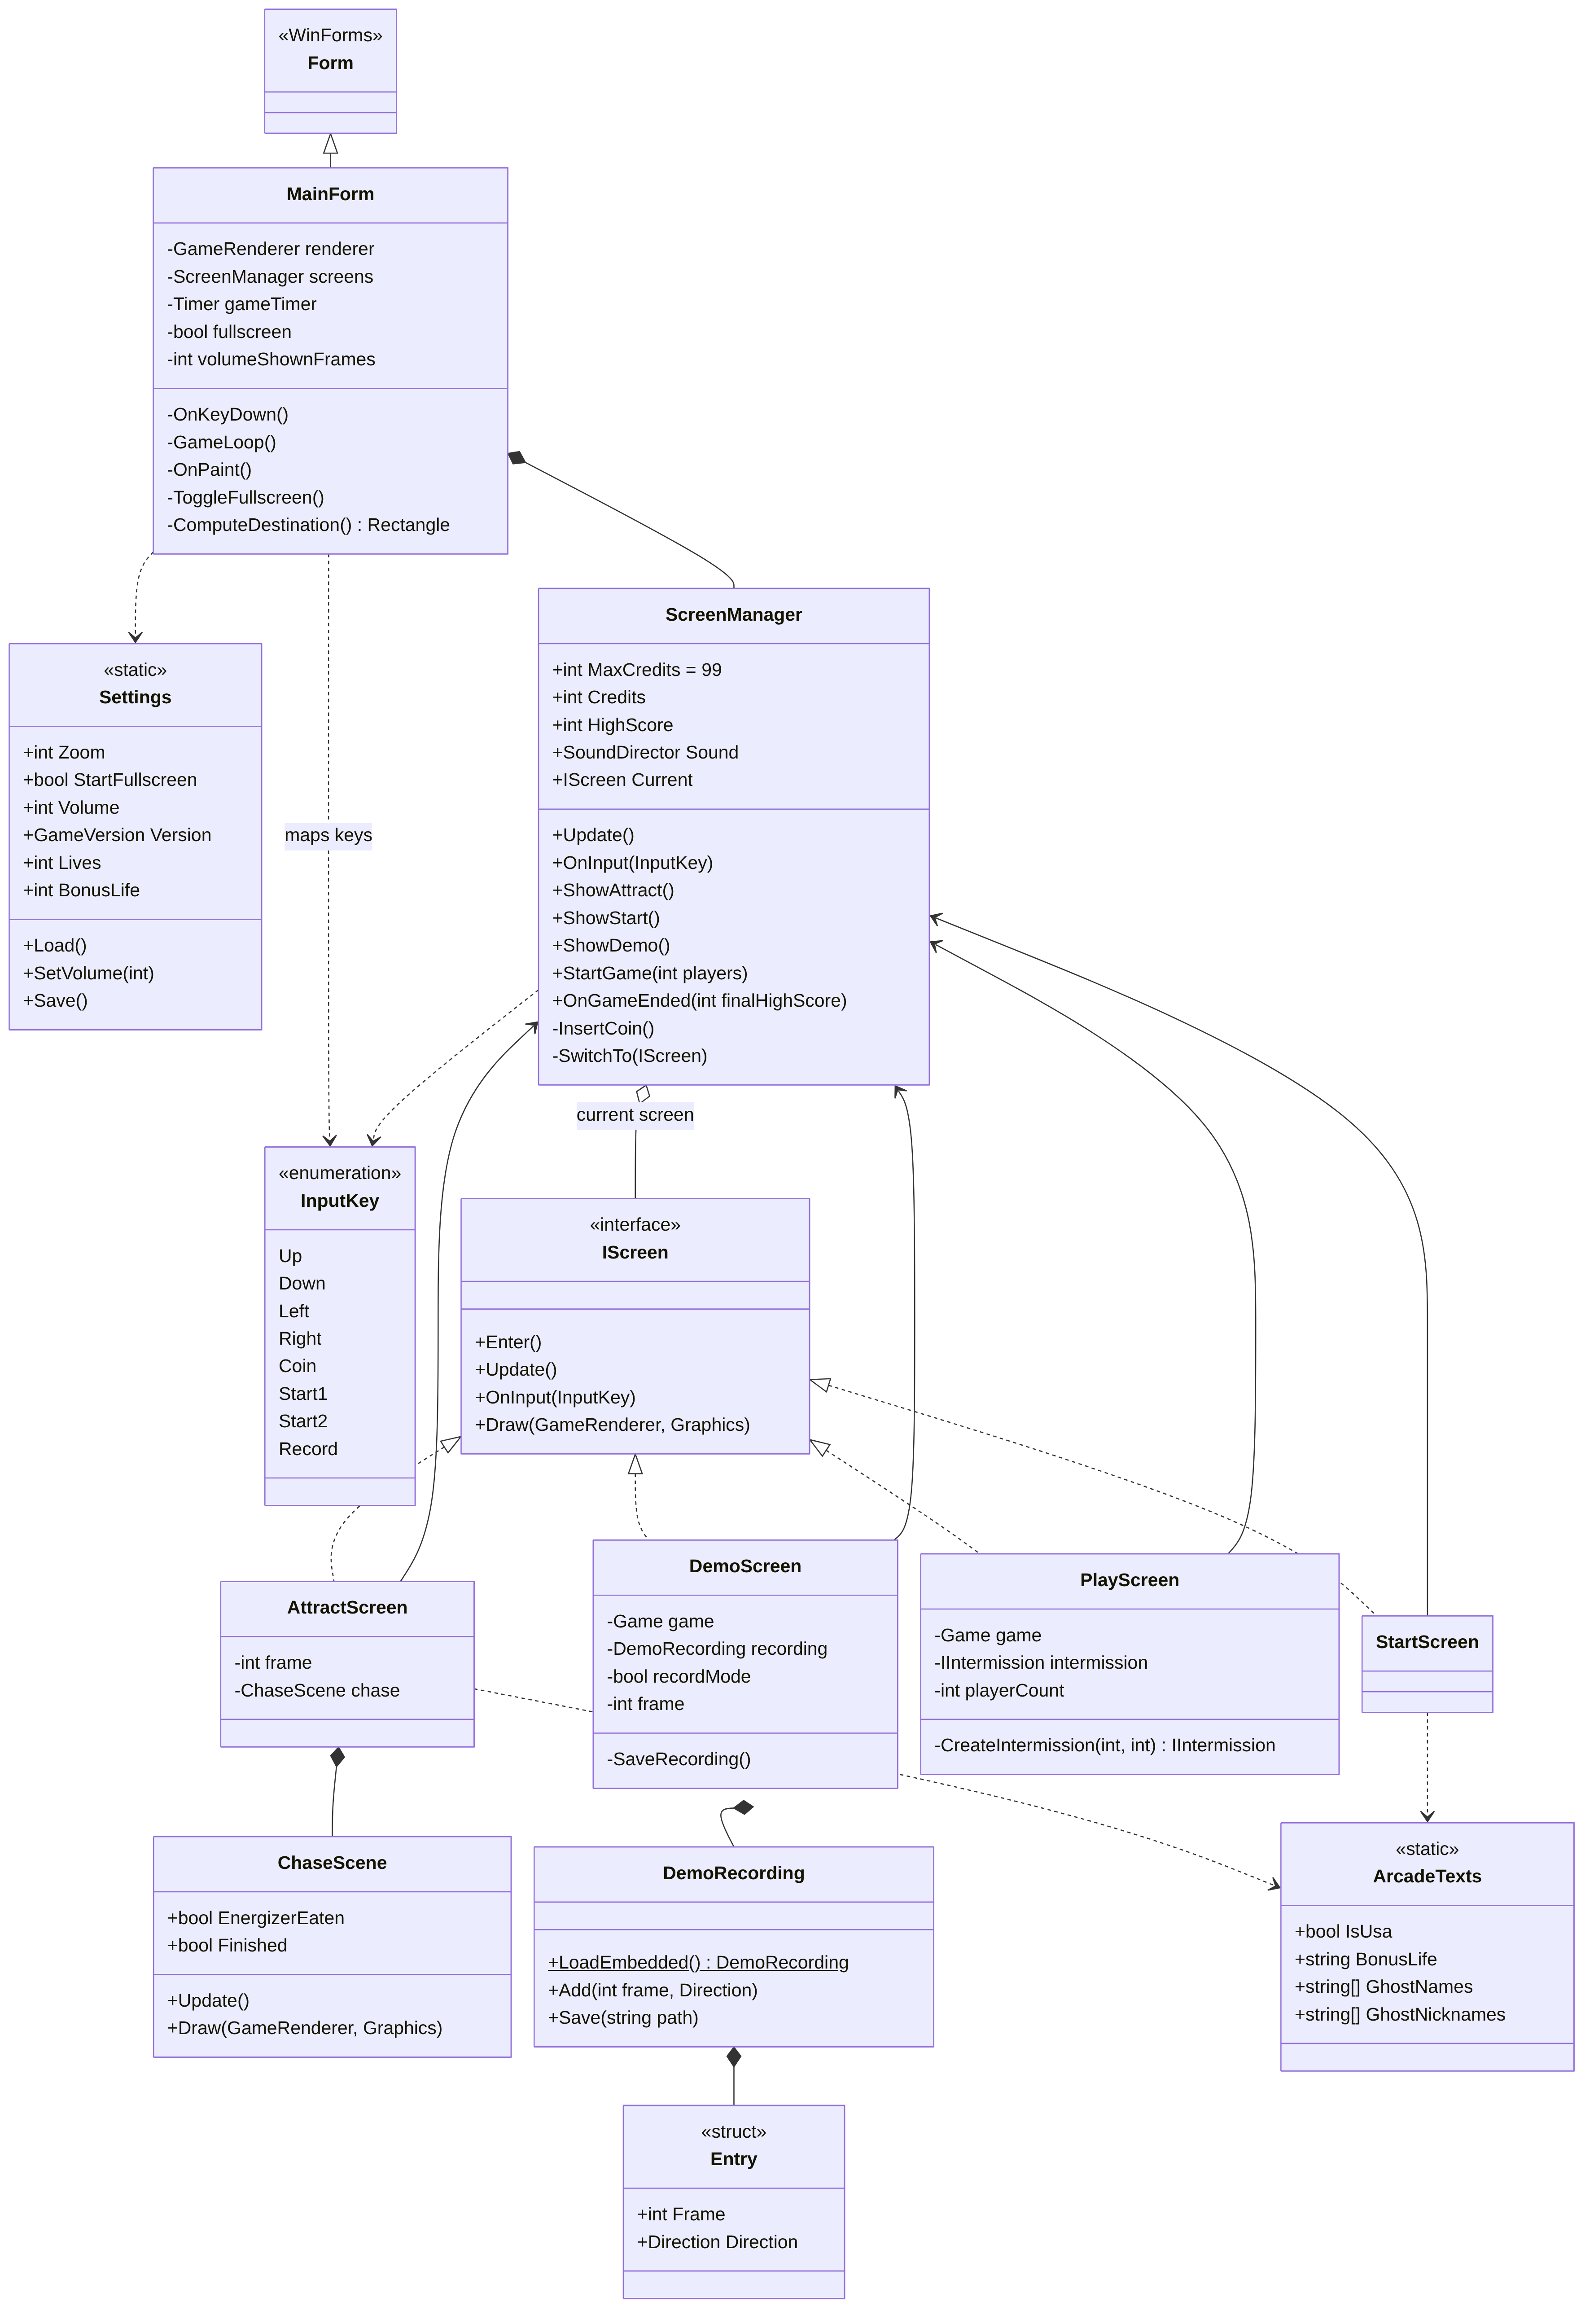 «WinForms»
Form
MainForm
-GameRenderer renderer
-ScreenManager screens
-Timer gameTimer
-bool fullscreen
-int volumeShownFrames
-OnKeyDown()
-GameLoop()
-OnPaint()
-ToggleFullscreen()
-ComputeDestination() : Rectangle
«static»
Settings
+int Zoom
+bool StartFullscreen
+int Volume
+GameVersion Version
+int Lives
+int BonusLife
+Load()
+SetVolume(int)
+Save()
maps keys
ScreenManager
+int MaxCredits = 99
+int Credits
+int HighScore
+SoundDirector Sound
+IScreen Current
+Update()
+OnInput(InputKey)
+ShowAttract()
+ShowStart()
+ShowDemo()
+StartGame(int players)
+OnGameEnded(int finalHighScore)
-InsertCoin()
-SwitchTo(IScreen)
current screen
«enumeration»
InputKey
Up
Down
Left
Right
Coin
Start1
Start2
Record
«interface»
IScreen
+Enter()
+Update()
+OnInput(InputKey)
+Draw(GameRenderer, Graphics)
AttractScreen
-int frame
-ChaseScene chase
DemoScreen
-Game game
-DemoRecording recording
-bool recordMode
-int frame
-SaveRecording()
PlayScreen
-Game game
-IIntermission intermission
-int playerCount
-CreateIntermission(int, int) : IIntermission
StartScreen
ChaseScene
+bool EnergizerEaten
+bool Finished
+Update()
+Draw(GameRenderer, Graphics)
DemoRecording
+LoadEmbedded() : DemoRecording
+Add(int frame, Direction)
+Save(string path)
«static»
ArcadeTexts
+bool IsUsa
+string BonusLife
+string[] GhostNames
+string[] GhostNicknames
«struct»
Entry
+int Frame
+Direction Direction